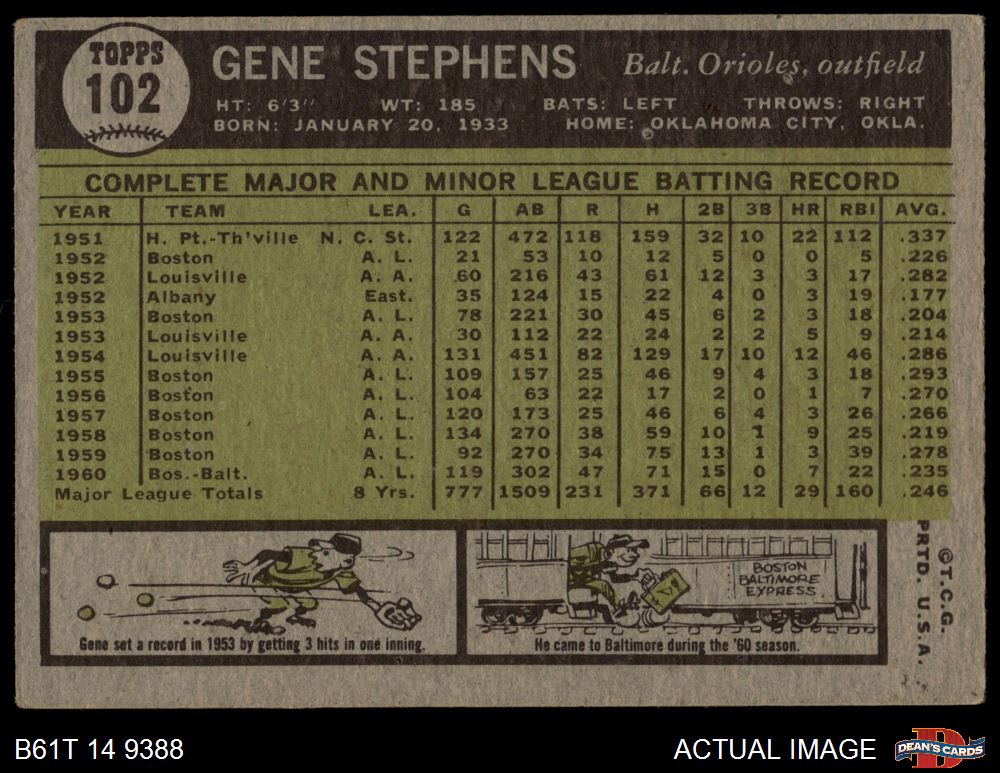 TOPPS
102
GENE STEPHENS Balt. Orioles, outfield
HT: 6'3" WT: 185 BATS: LEFT THROWS: RIGHT
BORN: JANUARY 20, 1933 HOME: OKLAHOMA CITY, OKLA.
COMPLETE MAJOR AND MINOR LEAGUE BATTING RECORD
YEAR TEAM LEA. G AB R H 2B 3B HR RBI AVG.
1951 H. Pt.-Th'ville N. C. St. 122 472 118 159 32 10 22 112 .337
1952 Boston A. L. 21 53 10 12 5 0 0 5 .226
1952 Louisville A. A. 60 216 43 61 12 3 3 17 .282
1952 Albany East. 35 124 15 22 4 0 3 19 .177
1953 Boston A. L. 78 221 30 45 6 2 3 18 .204
1953 Louisville A. A. 30 112 22 24 2 2 5 9 .214
1954 Louisville A. A. 131 451 82 129 17 10 12 46 .286
1955 Boston A. L. 109 157 25 46 9 4 3 18 .293
1956 Boston A. L. 104 63 22 17 2 0 1 7 .270
1957 Boston A. L. 120 173 25 46 6 4 3 26 .266
1958 Boston A. L. 134 270 38 59 10 1 9 25 .219
1959 Boston A. L. 92 270 34 75 13 1 3 39 .278
1960 Bos.-Balt. A. L. 119 302 47 71 15 0 7 22 .235
Major League Totals 8 Yrs. 777 1509 231 371 66 12 29 160 .246
Gene set a record in 1953 by getting 3 hits in one inning.
BOSTON
BALTIMORE
EXPRESS
He came to Baltimore during the '60 season.
©T.C.G.
PRTD. U.S.A.
B61T 14 9388
ACTUAL IMAGE
D
DEAN'S CARDS